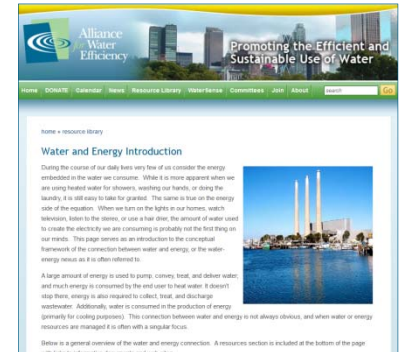 Alliance
for Water
Efficiency
Promoting the Efficient and
Sustainable Use of Water
Home DONATE Calendar News Resource Library WaterSense Committees Join About search Go
home » resource library
Water and Energy Introduction
During the course of our daily lives very few of us consider the energy
embedded in the water we consume. While it is more apparent when we
are using heated water for showers, washing our hands, or doing the
laundry, it is still easy to take for granted. The same is true on the energy
side of the equation. When we turn on the lights in our homes, watch
television, listen to the stereo, or use a hair drier, the amount of water used
to create the electricity we are consuming is probably not the first thing on
our minds. This page serves as an introduction to the conceptual
framework of the connection between water and energy, or the water-
energy nexus as it is often referred to.
A large amount of energy is used to pump, convey, treat, and deliver water,
and much energy is consumed by the end user to heat water. It doesn't
stop there, energy is also required to collect, treat, and discharge
wastewater. Additionally, water is consumed in the production of energy
(primarily for cooling purposes). This connection between water and energy is not always obvious, and when water or energy
resources are managed it is often with a singular focus.
Below is a general overview of the water and energy connection. A resources section is included at the bottom of the page